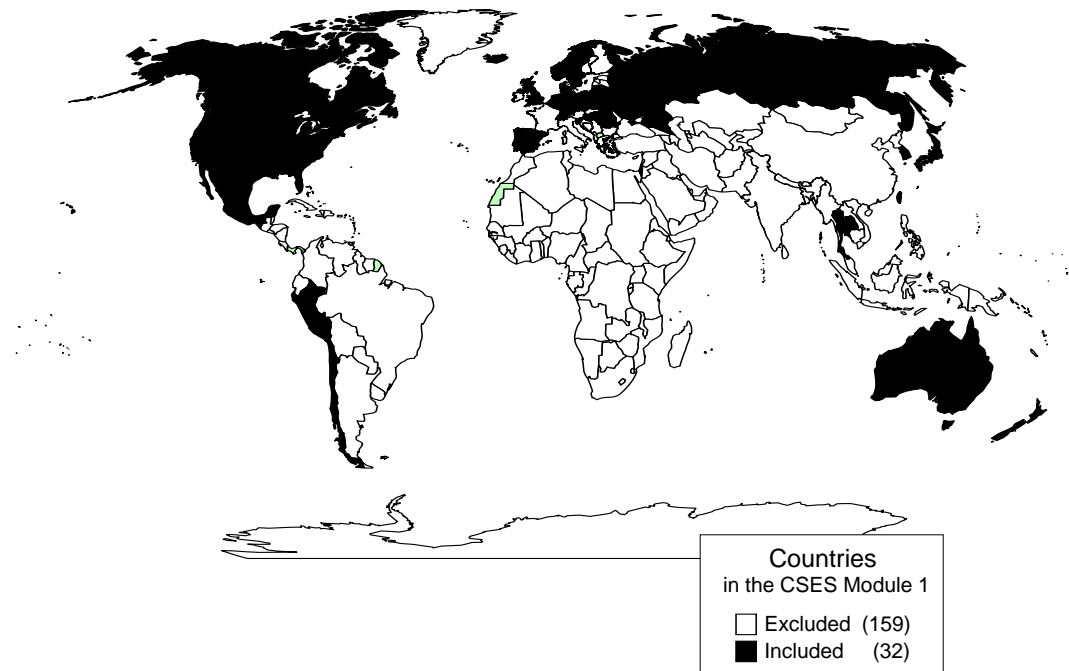 Countries
in the CSES Module 1
Excluded (159)
Included (32)